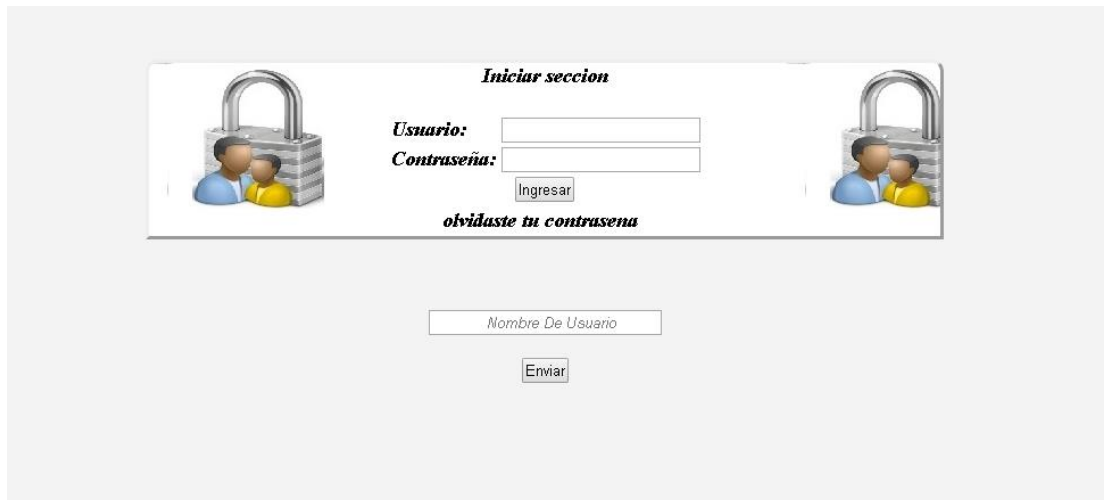 Iniciar seccion
Usuario:
Contraseña:
Ingresar
olvidaste tu contrasena
Nombre De Usuario
Enviar